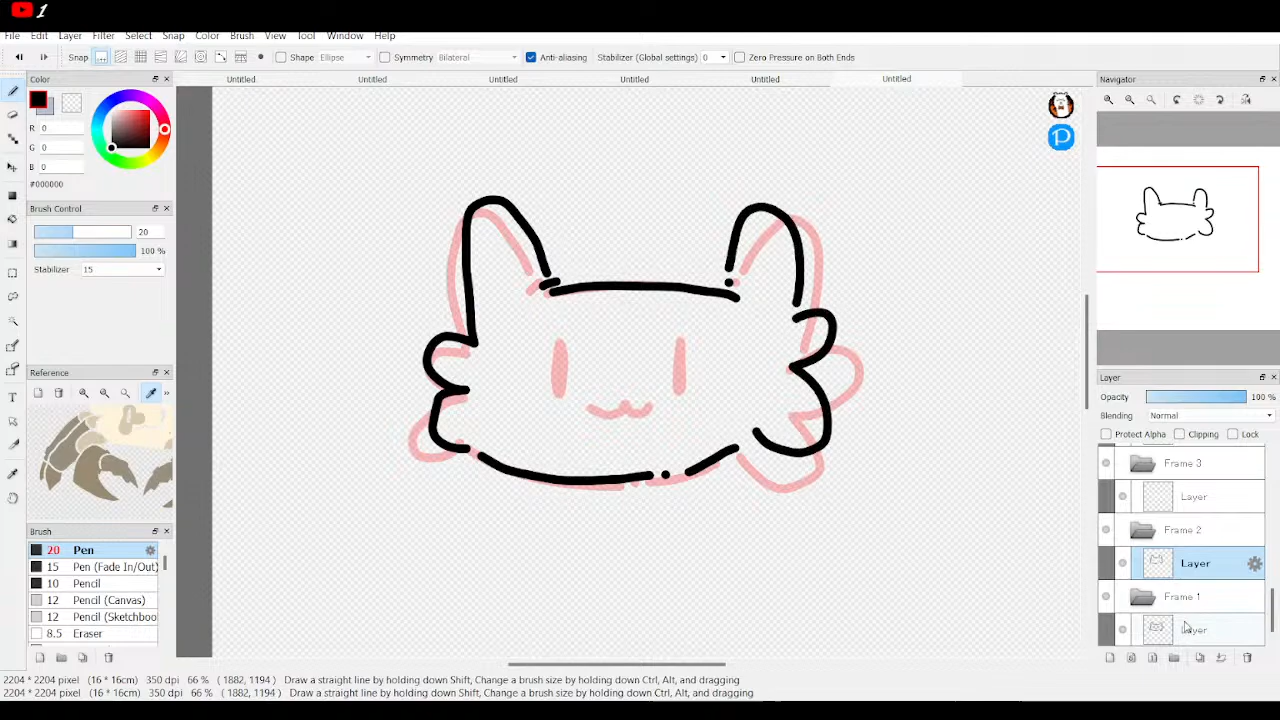 1
File Edit Layer Filter Select Snap Color Brush View Tool Window Help
Snap Shape Ellipse Symmetry Bilateral Anti-aliasing Stabilizer (Global settings) 0 Zero Pressure on Both Ends
Color
Untitled Untitled Untitled Untitled Untitled Untitled
Navigator
R 0
G 0
B 0
#000000
Brush Control
20
100 %
Stabilizer 15
Reference
Brush
20 Pen
15 Pen (Fade In/Out)
10 Pencil
12 Pencil (Canvas)
12 Pencil (Sketchboo
8.5 Eraser
P
Layer
Opacity 100 %
Blending Normal
Protect Alpha Clipping Lock
Frame 3
Layer
Frame 2
Layer
Frame 1
Layer
2204 * 2204 pixel (16 * 16cm) 350 dpi 66 % ( 1882, 1194 ) Draw a straight line by holding down Shift, Change a brush size by holding down Ctrl, Alt, and dragging
2204 * 2204 pixel (16 * 16cm) 350 dpi 66 % ( 1882, 1194 ) Draw a straight line by holding down Shift, Change a brush size by holding down Ctrl, Alt, and dragging